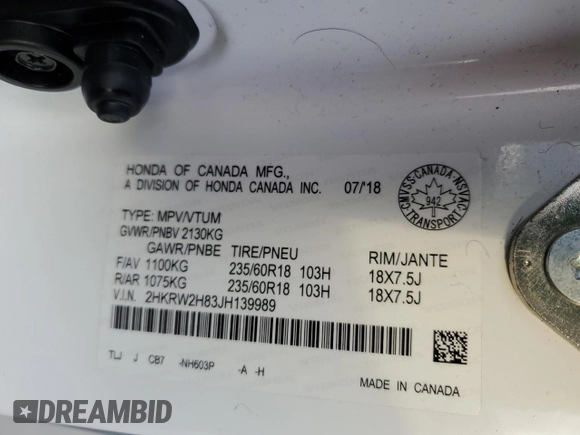 HONDA OF CANADA MFG.,
A DIVISION OF HONDA CANADA INC. 07/18
CMVSS-CANADA-NSVAC
942
TRANSPORT
TYPE: MPV/VTUM
GVWR/PNBV 2130KG
GAWR/PNBE TIRE/PNEU RIM/JANTE
F/AV 1100KG 235/60R18 103H 18X7.5J
R/AR 1075KG 235/60R18 103H 18X7.5J
V.I.N. 2HKRW2H83JH139989
TLJ J CB7 -NH603P -A -H
MADE IN CANADA
DREAMBID